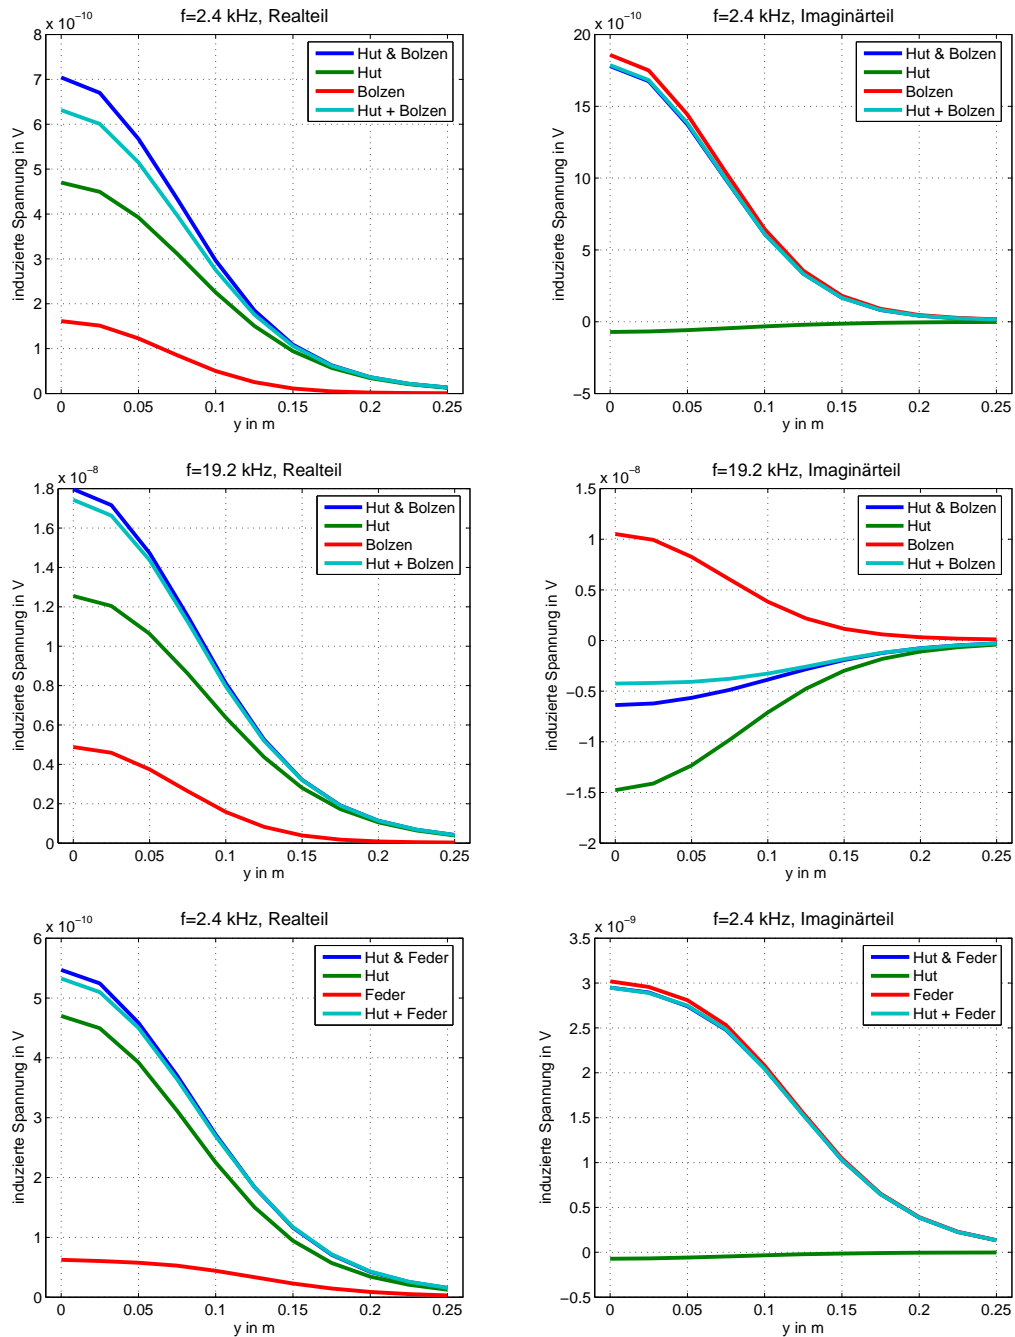 f=2.4 kHz, Realteil
x 10⁻¹⁰
induzierte Spannung in V
8
7
6
5
4
3
2
1
0
0 0.05 0.1 0.15 0.2 0.25
y in m
Hut & Bolzen
Hut
Bolzen
Hut + Bolzen
f=2.4 kHz, Imaginärteil
x 10⁻¹⁰
induzierte Spannung in V
20
15
10
5
0
−5
0 0.05 0.1 0.15 0.2 0.25
y in m
Hut & Bolzen
Hut
Bolzen
Hut + Bolzen
f=19.2 kHz, Realteil
x 10⁻⁸
induzierte Spannung in V
1.8
1.6
1.4
1.2
1
0.8
0.6
0.4
0.2
0
0 0.05 0.1 0.15 0.2 0.25
y in m
Hut & Bolzen
Hut
Bolzen
Hut + Bolzen
f=19.2 kHz, Imaginärteil
x 10⁻⁸
induzierte Spannung in V
1.5
1
0.5
0
−0.5
−1
−1.5
−2
0 0.05 0.1 0.15 0.2 0.25
y in m
Hut & Bolzen
Hut
Bolzen
Hut + Bolzen
f=2.4 kHz, Realteil
x 10⁻¹⁰
induzierte Spannung in V
6
5
4
3
2
1
0
0 0.05 0.1 0.15 0.2 0.25
y in m
Hut & Feder
Hut
Feder
Hut + Feder
f=2.4 kHz, Imaginärteil
x 10⁻⁹
induzierte Spannung in V
3.5
3
2.5
2
1.5
1
0.5
0
−0.5
0 0.05 0.1 0.15 0.2 0.25
y in m
Hut & Feder
Hut
Feder
Hut + Feder